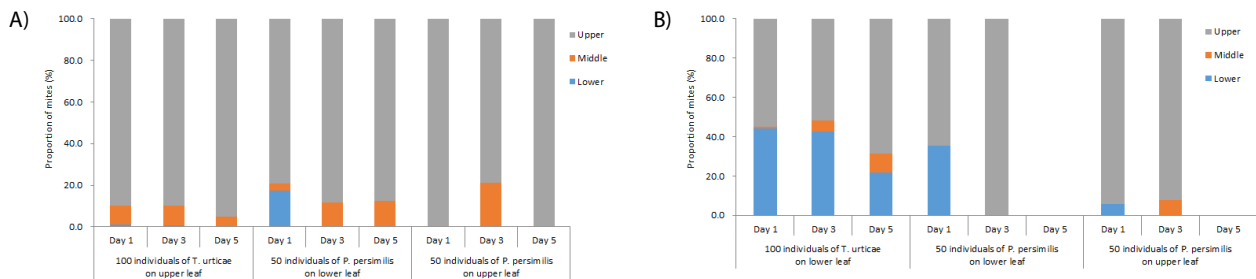 A)
Proportion of mites (%)
100.0
80.0
60.0
40.0
20.0
0.0
Upper
Middle
Lower
Day 1 Day 3 Day 5 Day 1 Day 3 Day 5 Day 1 Day 3 Day 5
100 individuals of T. urticae on upper leaf
50 individuals of P. persimilis on lower leaf
50 individuals of P. persimilis on upper leaf
B)
Proportion of mites (%)
100.0
80.0
60.0
40.0
20.0
0.0
Upper
Middle
Lower
Day 1 Day 3 Day 5 Day 1 Day 3 Day 5 Day 1 Day 3 Day 5
100 individuals of T. urticae on lower leaf
50 individuals of P. persimilis on lower leaf
50 individuals of P. persimilis on upper leaf